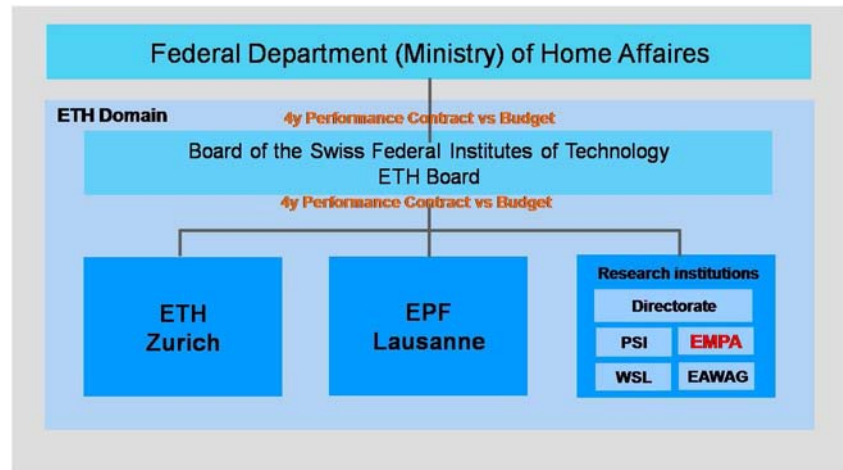 Federal Department (Ministry) of Home Affaires
ETH Domain
4y Performance Contract vs Budget
Board of the Swiss Federal Institutes of Technology
ETH Board
4y Performance Contract vs Budget
ETH
Zurich
EPF
Lausanne
Research institutions
Directorate
PSI
EMPA
WSL
EAWAG